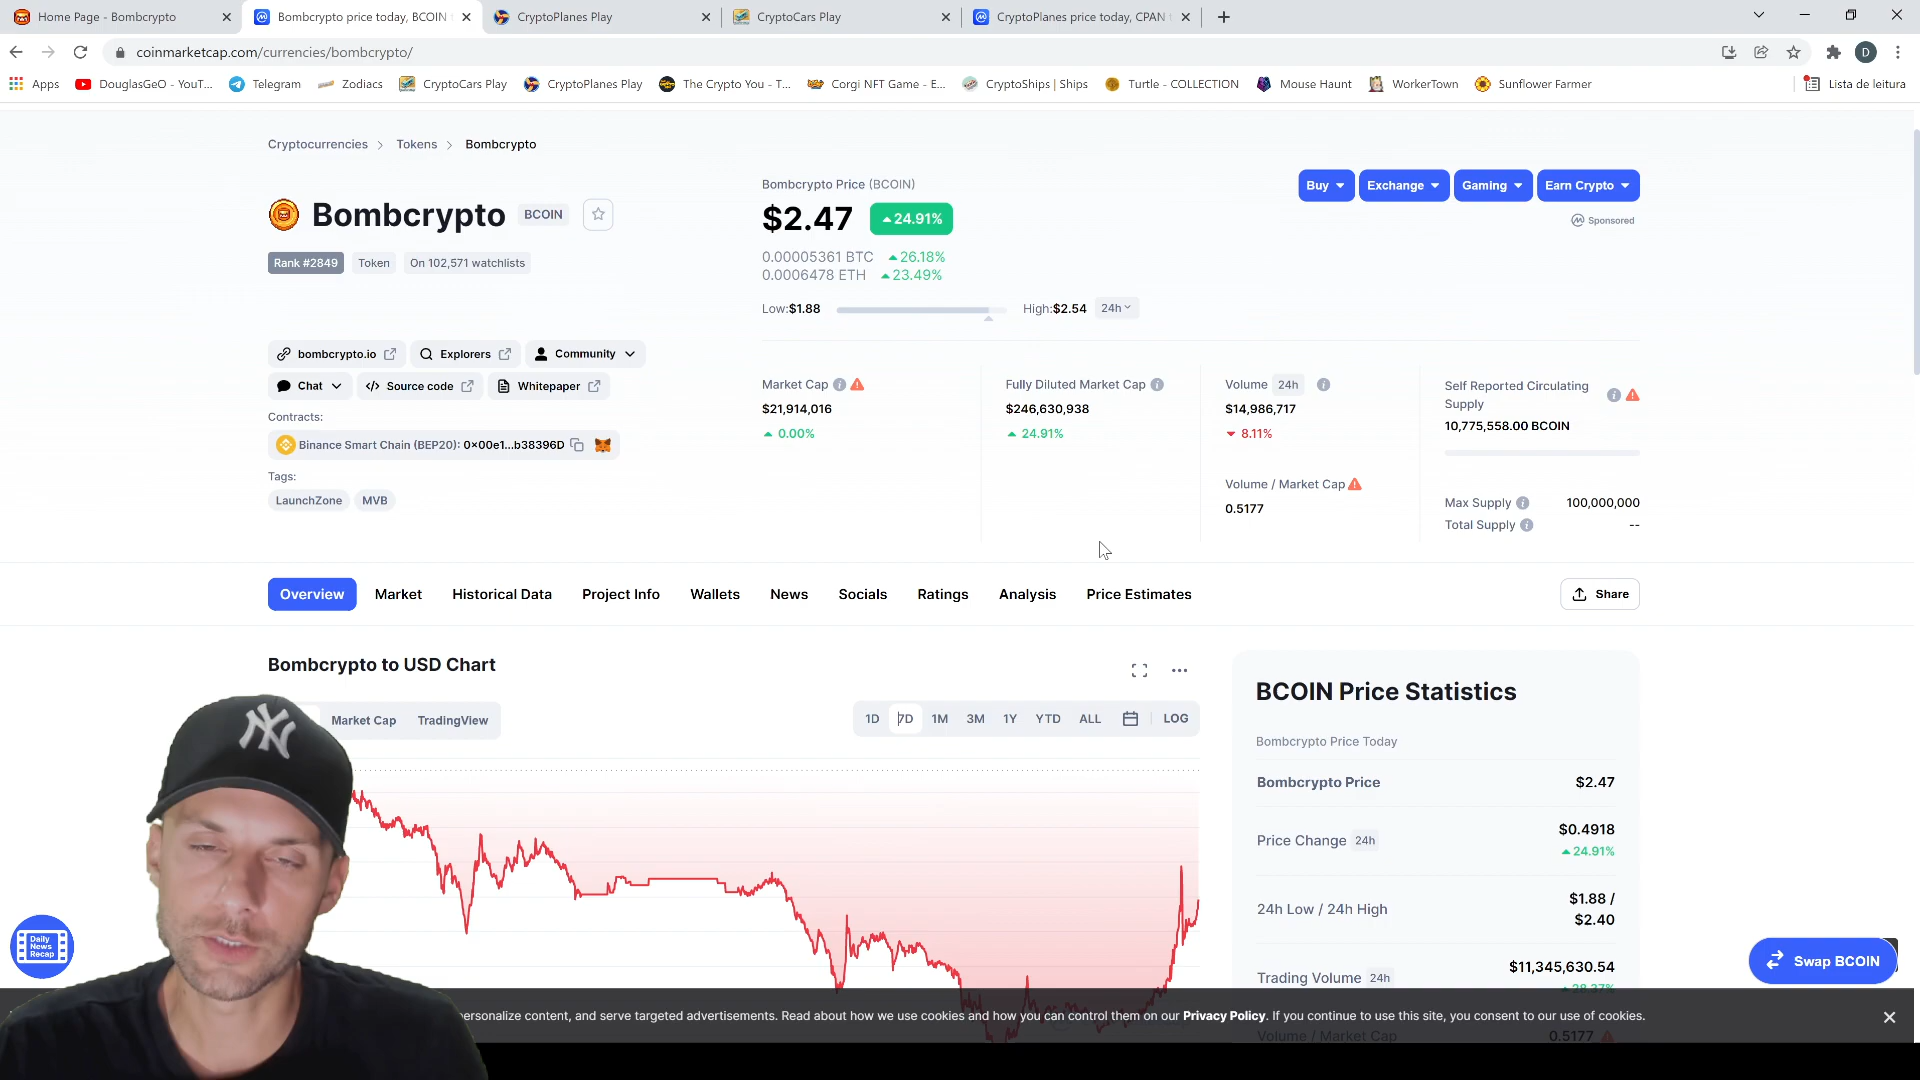 Home Page - Bombcrypto
Bombcrypto price today, BCOIN
CryptoPlanes Play
CryptoCars Play
CryptoPlanes price today, CPAN
coinmarketcap.com/currencies/bombcrypto/
D
Apps
DouglasGeO - YouT...
Telegram
Zodiacs
CryptoCars Play
CryptoPlanes Play
The Crypto You - T...
Corgi NFT Game - E...
CryptoShips | Ships
Turtle - COLLECTION
Mouse Haunt
WorkerTown
Sunflower Farmer
Lista de leitura
Cryptocurrencies > Tokens > Bombcrypto
Bombcrypto BCOIN
Rank #2849 Token On 102,571 watchlists
Bombcrypto Price (BCOIN)
$2.47 24.91%
0.00005361 BTC 26.18%
0.0006478 ETH 23.49%
Low:$1.88 High:$2.54 24h
Buy Exchange Gaming Earn Crypto
Sponsored
bombcrypto.io Explorers Community
Chat Source code Whitepaper
Contracts:
Binance Smart Chain (BEP20): 0x00e1...b38396D
Tags:
LaunchZone MVB
Market Cap
$21,914,016
0.00%
Fully Diluted Market Cap
$246,630,938
24.91%
Volume 24h
$14,986,717
8.11%
Volume / Market Cap
0.5177
Self Reported Circulating
Supply
10,775,558.00 BCOIN
Max Supply 100,000,000
Total Supply --
Overview Market Historical Data Project Info Wallets News Socials Ratings Analysis Price Estimates
Share
Bombcrypto to USD Chart
Market Cap TradingView
1D 7D 1M 3M 1Y YTD ALL LOG
BCOIN Price Statistics
Bombcrypto Price Today
Bombcrypto Price $2.47
Price Change 24h $0.4918
24.91%
24h Low / 24h High $1.88 /
$2.40
Trading Volume 24h $11,345,630.54
28.37%
Volume / Market Cap 0.5177
Daily
News
Recap
Swap BCOIN
NY
personalize content, and serve targeted advertisements. Read about how we use cookies and how you can control them on our Privacy Policy. If you continue to use this site, you consent to our use of cookies.